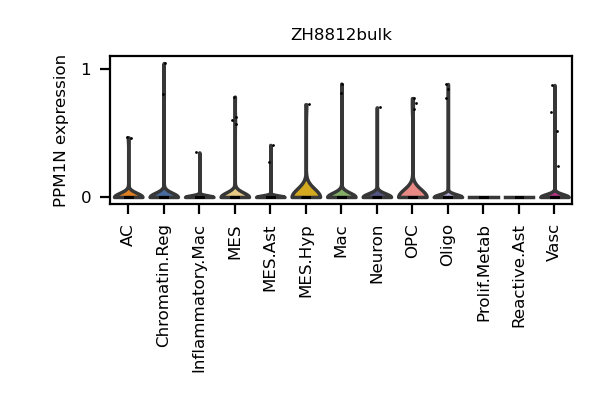 ZH8812bulk
PPM1N expression
1
0
AC
Chromatin.Reg
Inflammatory.Mac
MES
MES.Ast
MES.Hyp
Mac
Neuron
OPC
Oligo
Prolif.Metab
Reactive.Ast
Vasc